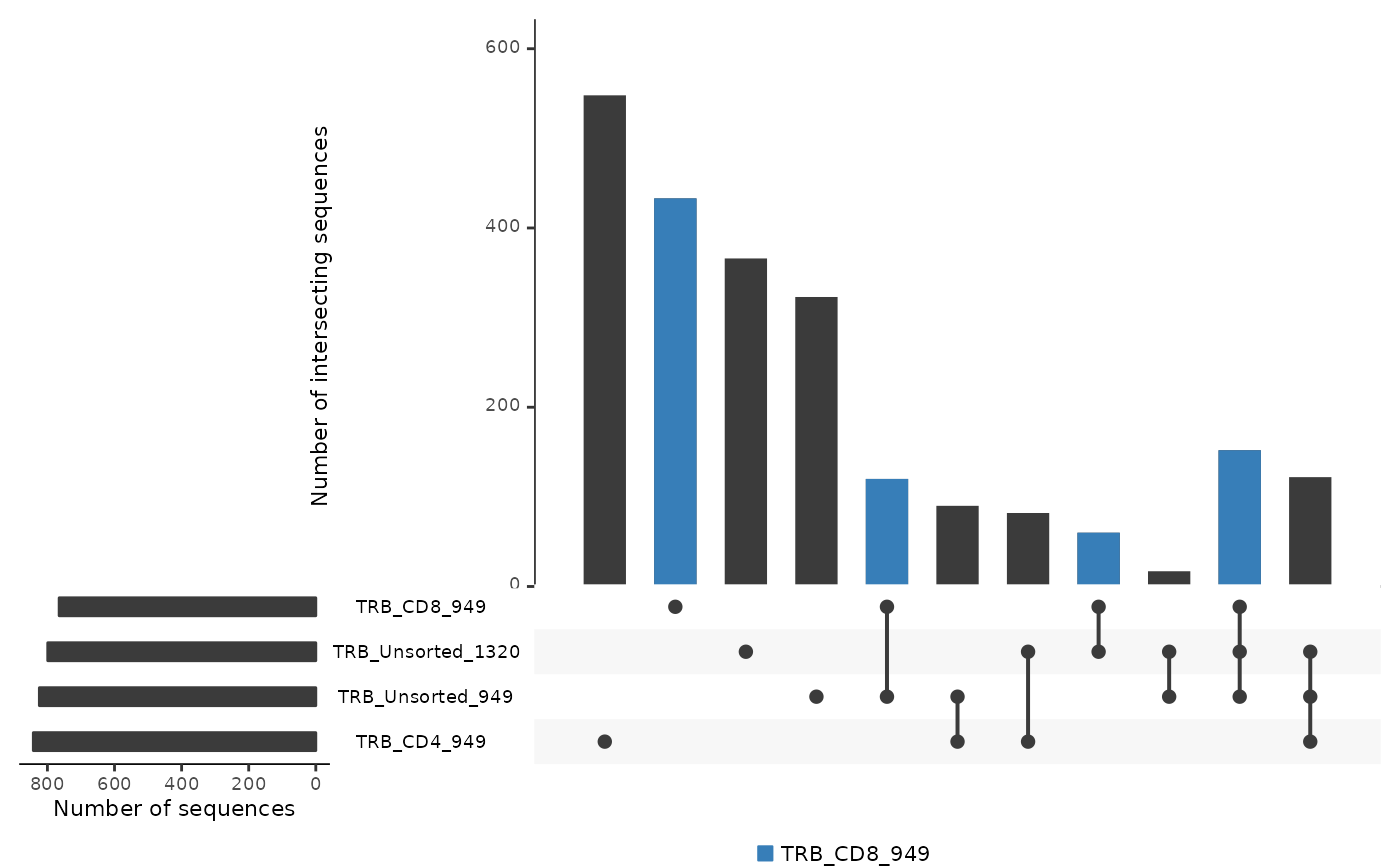 600
400
200
0
Number of intersecting sequences
TRB_CD8_949
TRB_Unsorted_1320
TRB_Unsorted_949
TRB_CD4_949
800 600 400 200 0
Number of sequences
TRB_CD8_949